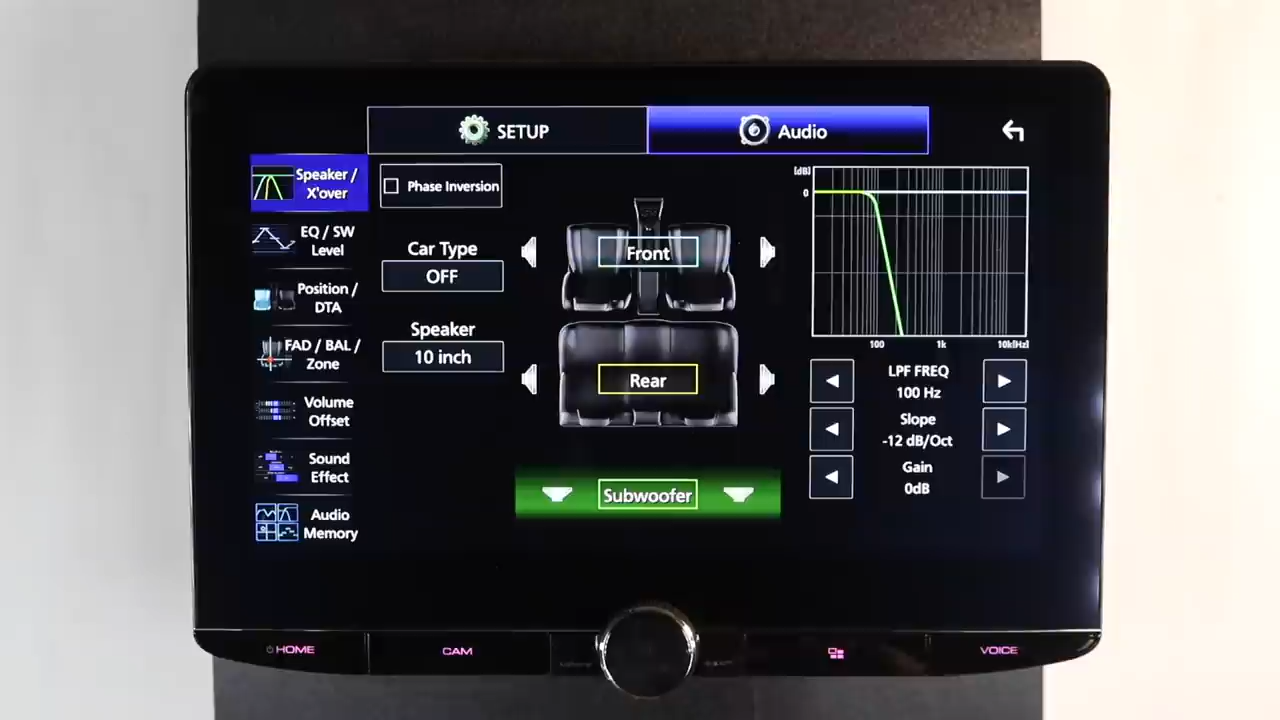 SETUP
Audio
Speaker /
X'over
EQ / SW
Level
Position /
DTA
FAD / BAL /
Zone
Volume
Offset
Sound
Effect
Audio
Memory
Phase Inversion
Car Type
OFF
Speaker
10 inch
Front
Rear
Subwoofer
[dB]
0
100
1k
10k[Hz]
LPF FREQ
100 Hz
Slope
-12 dB/Oct
Gain
0dB
HOME
CAM
VOICE